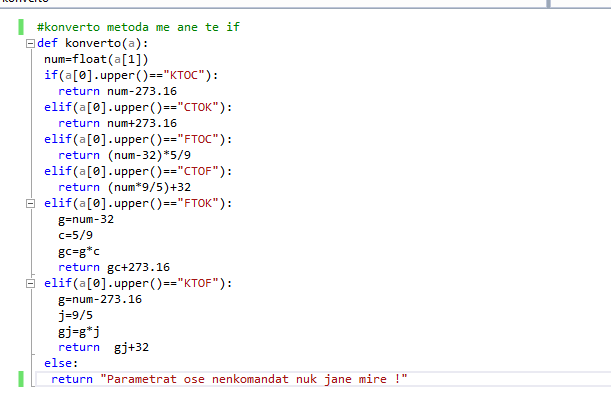 #konverto metoda me ane te if
def konverto(a):
 num=float(a[1])
 if(a[0].upper()=="KTOC"):
   return num-273.16
 elif(a[0].upper()=="CTOK"):
   return num+273.16
 elif(a[0].upper()=="FTOC"):
   return (num-32)*5/9
 elif(a[0].upper()=="CTOF"):
   return (num*9/5)+32
 elif(a[0].upper()=="FTOK"):
   g=num-32
   c=5/9
   gc=g*c
   return gc+273.16
 elif(a[0].upper()=="KTOF"):
   g=num-273.16
   j=9/5
   gj=g*j
   return  gj+32
 else:
  return "Parametrat ose nenkomandat nuk jane mire !"